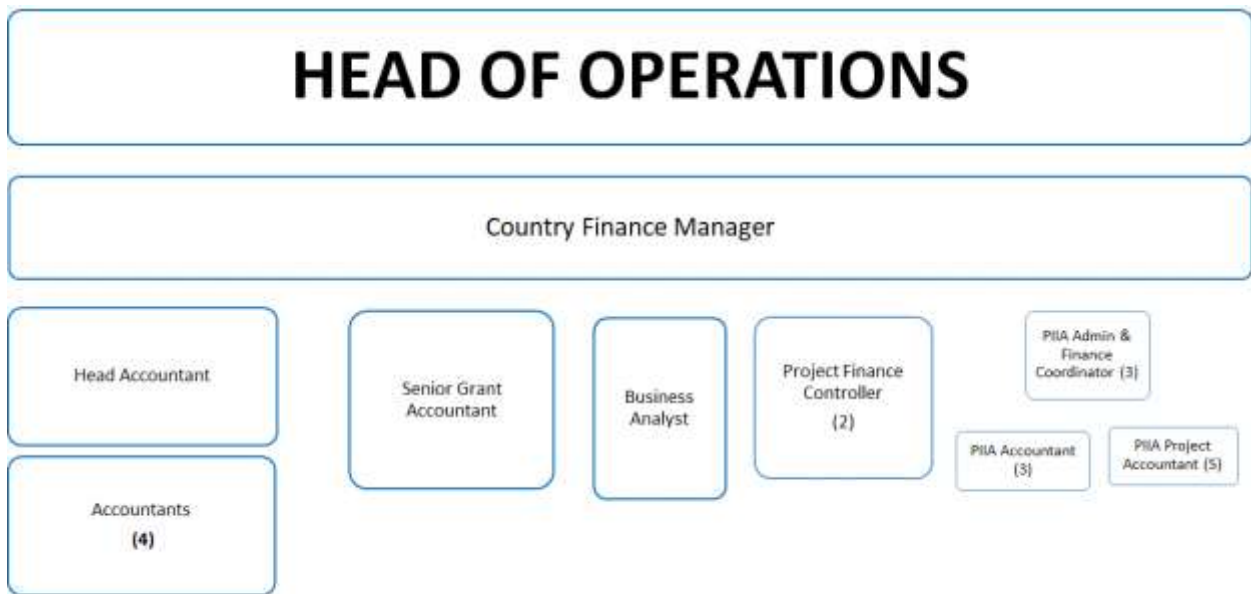 HEAD OF OPERATIONS
Country Finance Manager
Head Accountant
Accountants
(4)
Senior Grant
Accountant
Business
Analyst
Project Finance
Controller
(2)
PIIA Admin &
Finance
Coordinator (3)
PIIA Accountant
(3)
PIIA Project
Accountant (5)